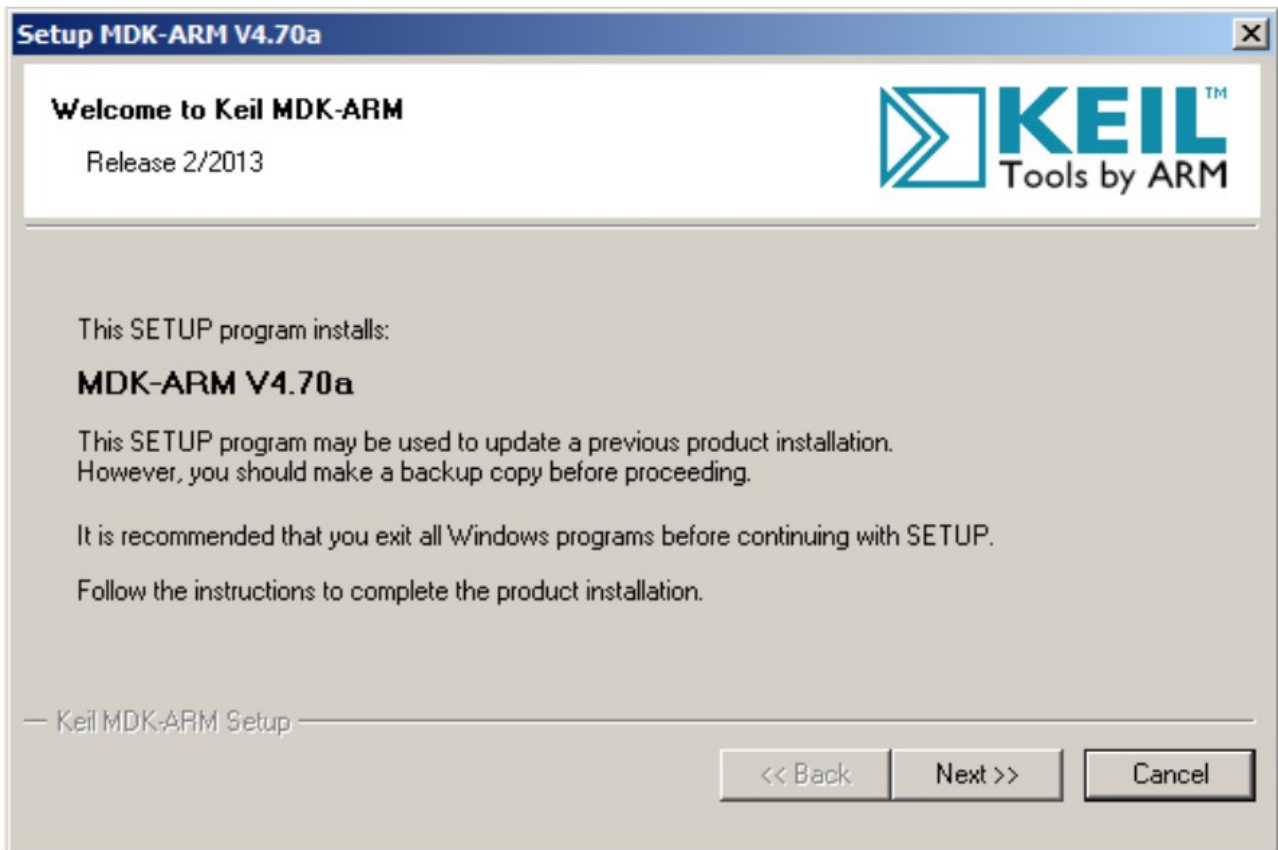 Setup MDK-ARM V4.70a
Welcome to Keil MDK-ARM
Release 2/2013
KEIL™
Tools by ARM
This SETUP program installs:
MDK-ARM V4.70a
This SETUP program may be used to update a previous product installation.
However, you should make a backup copy before proceeding.
It is recommended that you exit all Windows programs before continuing with SETUP.
Follow the instructions to complete the product installation.
Keil MDK-ARM Setup
<< Back
Next >>
Cancel